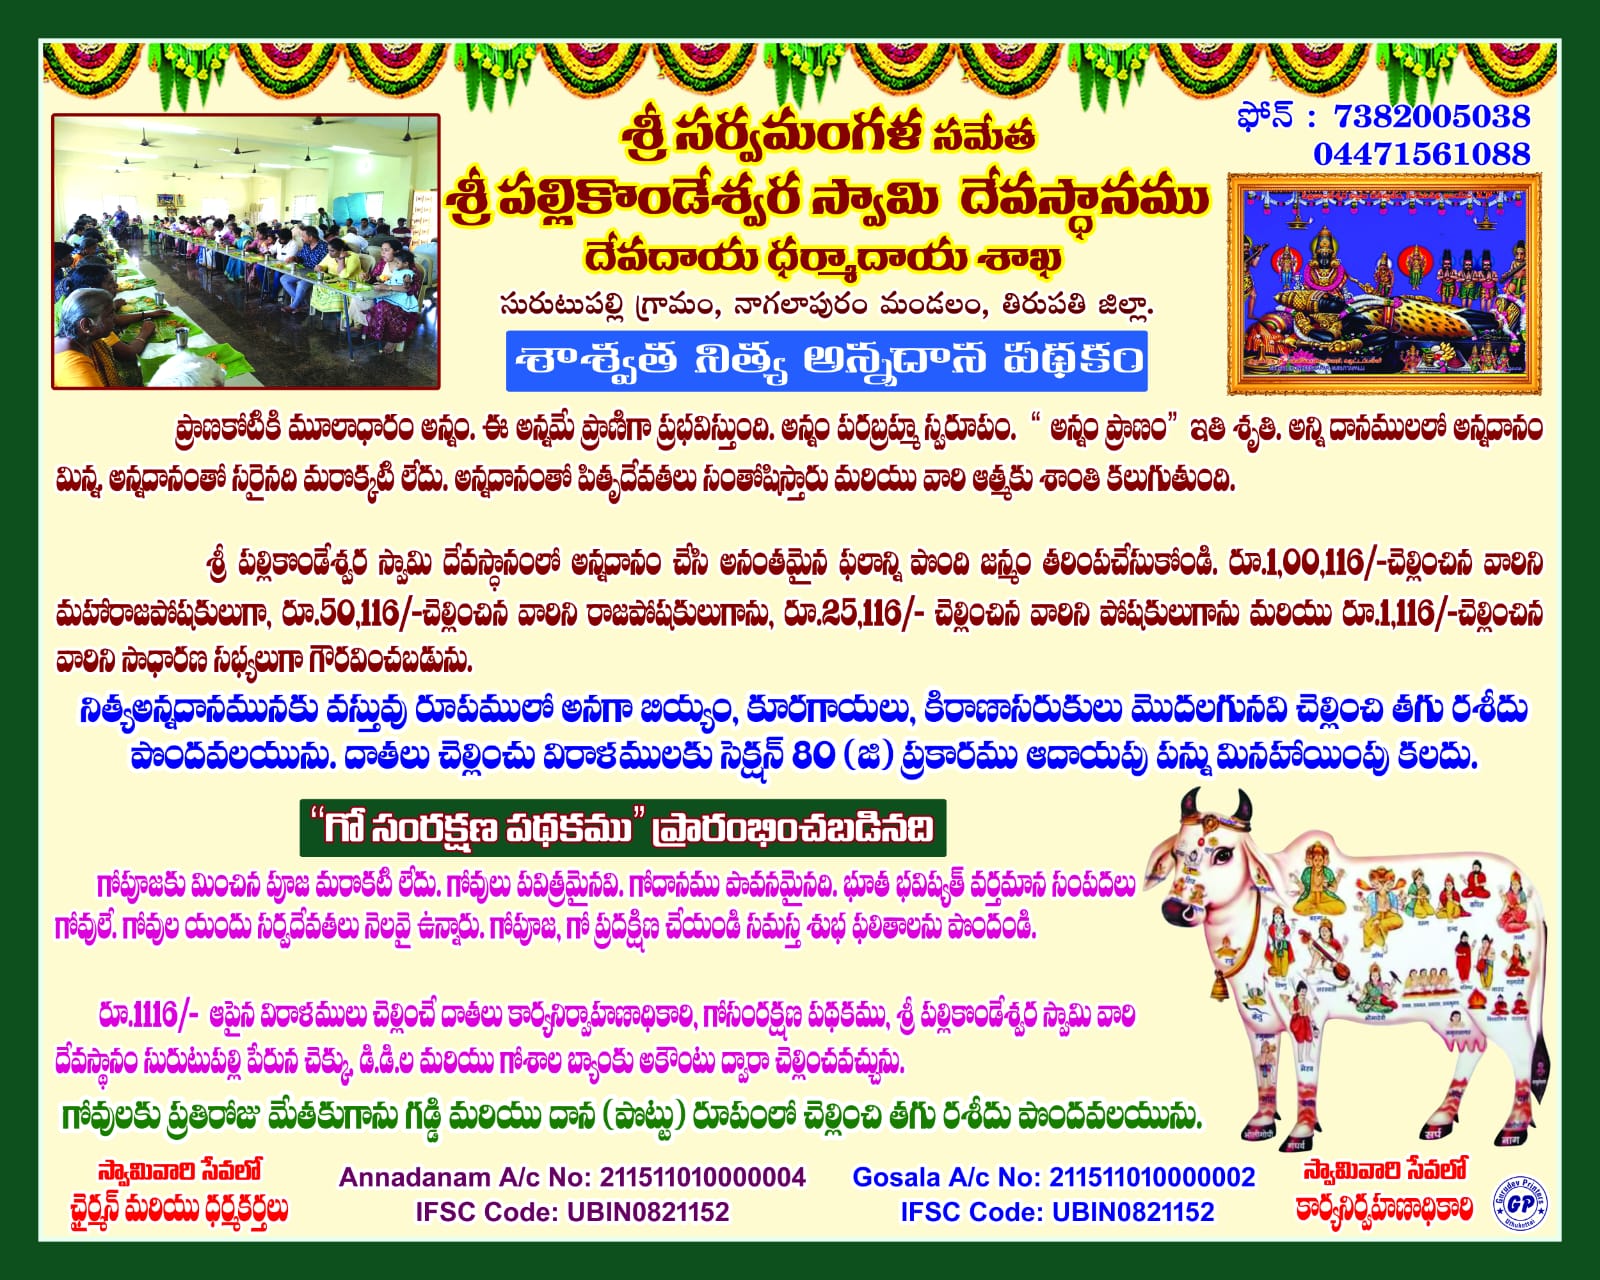 ఫోన్ : 7382005038
04471561088
శ్రీ సర్వమంగళ సమేత
శ్రీ పల్లికొండేశ్వర స్వామి దేవస్థానము
దేవదాయ ధర్మాదాయ శాఖ
సురుటుపల్లి గ్రామం, నాగలాపురం మండలం, తిరుపతి జిల్లా.
శాశ్వత నిత్య అన్నదాన పథకం
ప్రాణకోటికి మూలాధారం అన్నం. ఈ అన్నమే ప్రాణిగా ప్రభవిస్తుంది. అన్నం పరబ్రహ్మ స్వరూపం. “ అన్నం ప్రాణం” ఇతి శృతి. అన్ని దానములలో అన్నదానం
మిన్న, అన్నదానంతో సరైనది మరొక్కటి లేదు. అన్నదానంతో పితృదేవతలు సంతోషిస్తారు మరియు వారి ఆత్మకు శాంతి కలుగుతుంది.
శ్రీ పల్లికొండేశ్వర స్వామి దేవస్థానంలో అన్నదానం చేసి అనంతమైన ఫలాన్ని పొంది జన్మం తరింపచేసుకోండి. రూ.1,00,116/-చెల్లించిన వారిని
మహారాజపోషకులుగా, రూ.50,116/-చెల్లించిన వారిని రాజపోషకులుగాను, రూ.25,116/- చెల్లించిన వారిని పోషకులుగాను మరియు రూ.1,116/-చెల్లించిన
వారిని సాధారణ సభ్యలుగా గౌరవించబడును.
నిత్యఅన్నదానమునకు వస్తువు రూపములో అనగా బియ్యం, కూరగాయలు, కిరాణాసరుకులు మొదలగునవి చెల్లించి తగు రశీదు
పొందవలయును. దాతలు చెల్లించు విరాళములకు సెక్షన్ 80 (జి) ప్రకారము ఆదాయపు పన్ను మినహాయింపు కలదు.
“గో సంరక్షణ పథకము” ప్రారంభించబడినది
గోపూజకు మించిన పూజ మరొకటి లేదు. గోవులు పవిత్రమైనవి. గోదానము పావనమైనది. భూత భవిష్యత్ వర్తమాన సంపదలు
గోవులే. గోవుల యందు సర్వదేవతలు నెలవై ఉన్నారు. గోపూజ, గో ప్రదక్షిణ చేయండి సమస్త శుభ ఫలితాలను పొందండి.
రూ.1116/- ఆపైన విరాళములు చెల్లించే దాతలు కార్యనిర్వాహణాధికారి, గోసంరక్షణ పథకము, శ్రీ పల్లికొండేశ్వర స్వామి వారి
దేవస్థానం సురుటుపల్లి పేరున చెక్కు, డి.డి.ల మరియు గోశాల బ్యాంకు అకౌంటు ద్వారా చెల్లించవచ్చును.
గోవులకు ప్రతిరోజు మేతకుగాను గడ్డి మరియు దాన (పొట్టు) రూపంలో చెల్లించి తగు రశీదు పొందవలయును.
స్వామివారి సేవలో
ఛైర్మన్ మరియు ధర్మకర్తలు
Annadanam A/c No: 211511010000004
IFSC Code: UBIN0821152
Gosala A/c No: 211511010000002
IFSC Code: UBIN0821152
స్వామివారి సేవలో
కార్యనిర్వహణాధికారి
Gurudev Printers
GP
Uthukottai